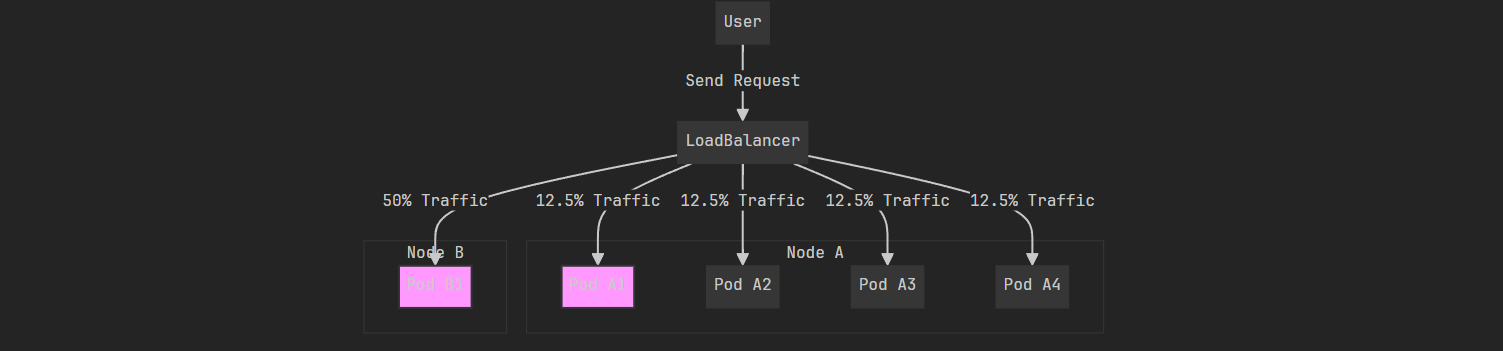 User
Send Request
LoadBalancer
50% Traffic 12.5% Traffic 12.5% Traffic 12.5% Traffic 12.5% Traffic
Node B Node A
Pod B1 Pod A1 Pod A2 Pod A3 Pod A4